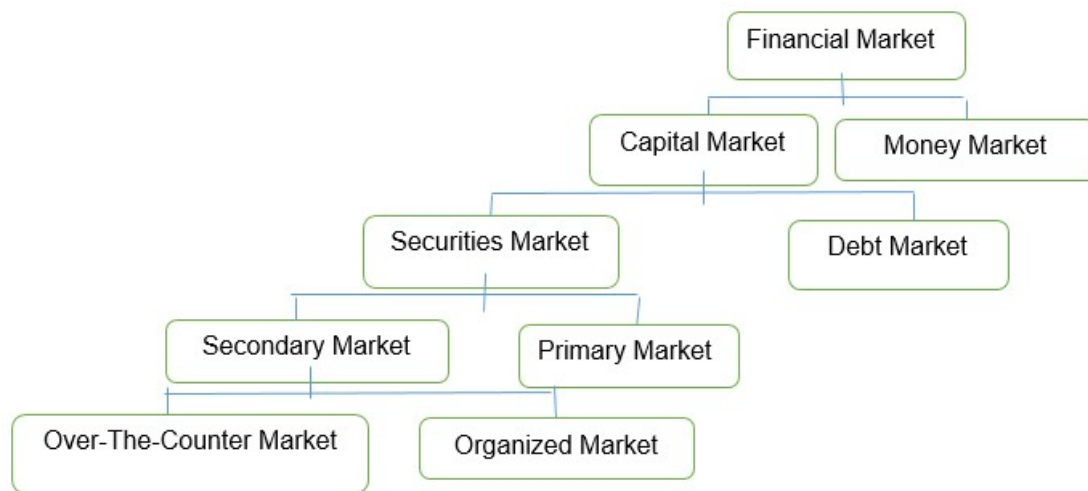 Financial Market
Capital Market
Money Market
Securities Market
Debt Market
Secondary Market
Primary Market
Over-The-Counter Market
Organized Market